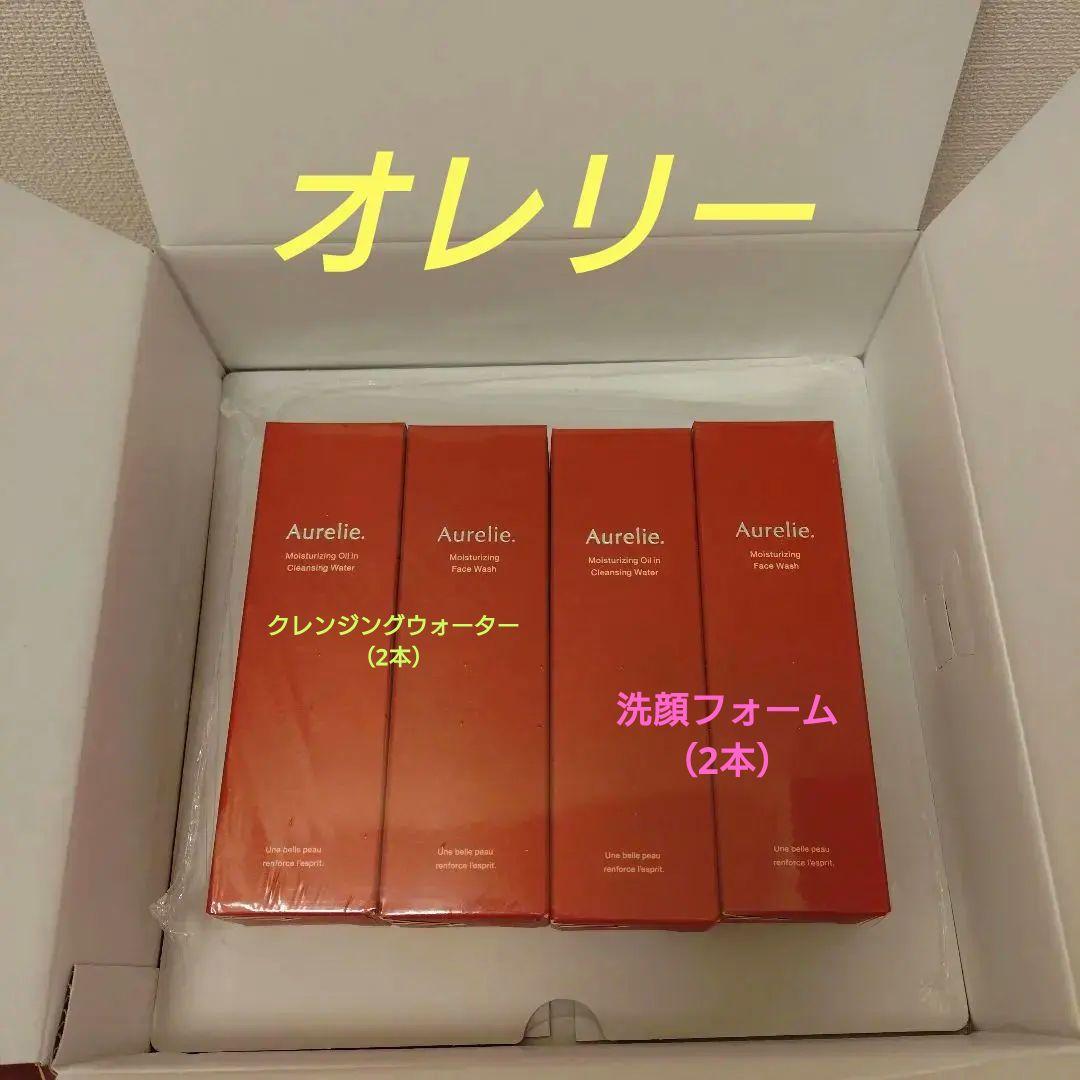 オレリー
Aurelie.
Moisturizing Oil in
Cleansing Water
Aurelie.
Moisturizing
Face Wash
Aurelie.
Moisturizing Oil in
Cleansing Water
Aurelie.
Moisturizing
Face Wash
クレンジングウォーター
（2本）
洗顔フォーム
（2本）
Une belle peau
renforce l'esprit.
Une belle peau
renforce l'esprit.
Une belle peau
renforce l'esprit.
Une belle peau
renforce l'esprit.